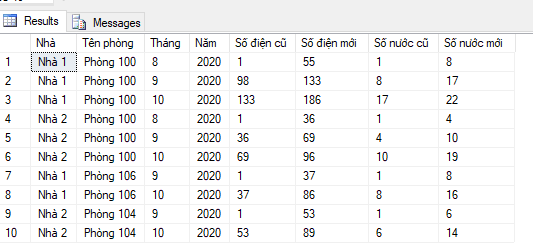 Results Messages
Nhà Tên phòng Tháng Năm Số điện cũ Số điện mới Số nước cũ Số nước mới
1 Nhà 1 Phòng 100 8 2020 1 55 1 8
2 Nhà 1 Phòng 100 9 2020 98 133 8 17
3 Nhà 1 Phòng 100 10 2020 133 186 17 22
4 Nhà 2 Phòng 100 8 2020 1 36 1 4
5 Nhà 2 Phòng 100 9 2020 36 69 4 10
6 Nhà 2 Phòng 100 10 2020 69 96 10 19
7 Nhà 1 Phòng 106 9 2020 1 37 1 8
8 Nhà 1 Phòng 106 10 2020 37 86 8 16
9 Nhà 2 Phòng 104 9 2020 1 53 1 6
10 Nhà 2 Phòng 104 10 2020 53 89 6 14